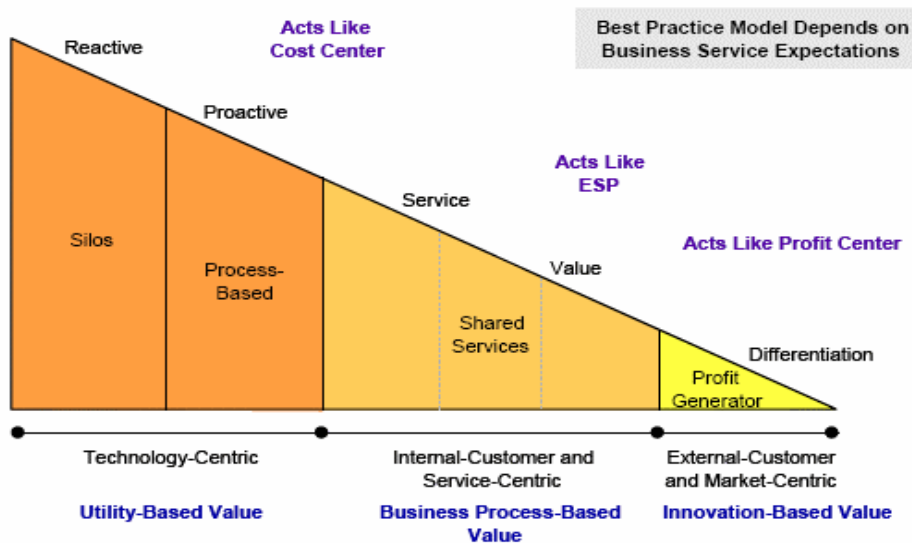 Acts Like
Cost Center
Best Practice Model Depends on
Business Service Expectations
Reactive
Proactive
Acts Like
ESP
Service
Silos
Acts Like Profit Center
Process-
Based
Value
Shared
Services
Differentiation
Profit
Generator
Technology-Centric
Internal-Customer and
Service-Centric
External-Customer
and Market-Centric
Utility-Based Value
Business Process-Based
Value
Innovation-Based Value